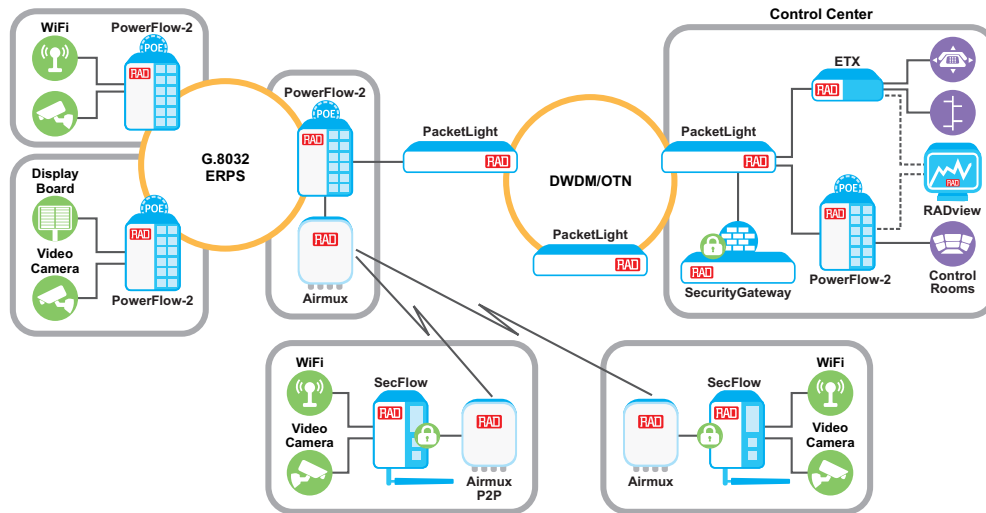 Control Center
WiFi
PowerFlow-2
POE
RAD
G.8032
ERPS
PowerFlow-2
POE
RAD
PacketLight
RAD
DWDM/OTN
PacketLight
RAD
PacketLight
RAD
ETX
RAD
RAD
RADview
Display
Board
Video
Camera
POE
RAD
PowerFlow-2
RAD
Airmux
RAD
SecurityGateway
POE
RAD
PowerFlow-2
Control
Rooms
WiFi
SecFlow
RAD
Video
Camera
RAD
Airmux
P2P
RAD
Airmux
SecFlow
RAD
WiFi
Video
Camera